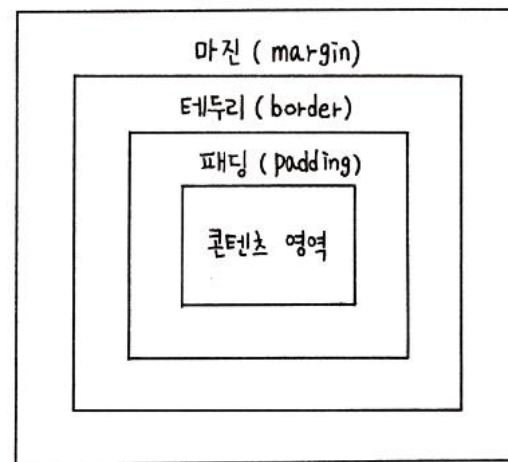 마진 ( margin)
테두리 ( border)
패딩 ( padding)
콘텐츠 영역